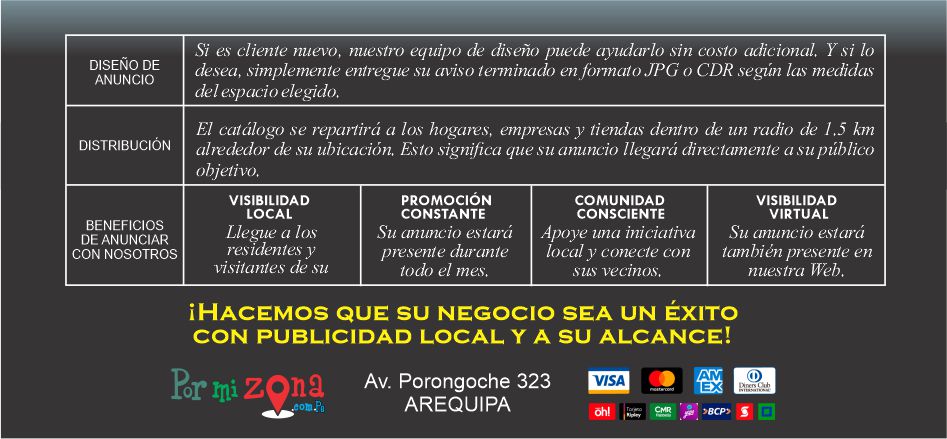 DISEÑO DE
ANUNCIO
Si es cliente nuevo, nuestro equipo de diseño puede ayudarlo sin costo adicional. Y si lo
desea, simplemente entregue su aviso terminado en formato JPG o CDR según las medidas
del espacio elegido.
DISTRIBUCIÓN
El catálogo se repartirá a los hogares, empresas y tiendas dentro de un radio de 1.5 km
alrededor de su ubicación. Esto significa que su anuncio llegará directamente a su público
objetivo.
BENEFICIOS
DE ANUNCIAR
CON NOSOTROS
VISIBILIDAD
LOCAL
Llegue a los
residentes y
visitantes de su
PROMOCIÓN
CONSTANTE
Su anuncio estará
presente durante
todo el mes.
COMUNIDAD
CONSCIENTE
Apoye una iniciativa
local y conecte con
sus vecinos.
VISIBILIDAD
VIRTUAL
Su anuncio estará
también presente en
nuestra Web.
¡HACEMOS QUE SU NEGOCIO SEA UN ÉXITO
CON PUBLICIDAD LOCAL Y A SU ALCANCE!
Por mi zona
.com.Pe
Av. Porongoche 323
AREQUIPA
VISA
mastercard
AM
EX
Diners Club
INTERNATIONAL
oh!
Tarjeta
Ripley
CMR
BCP